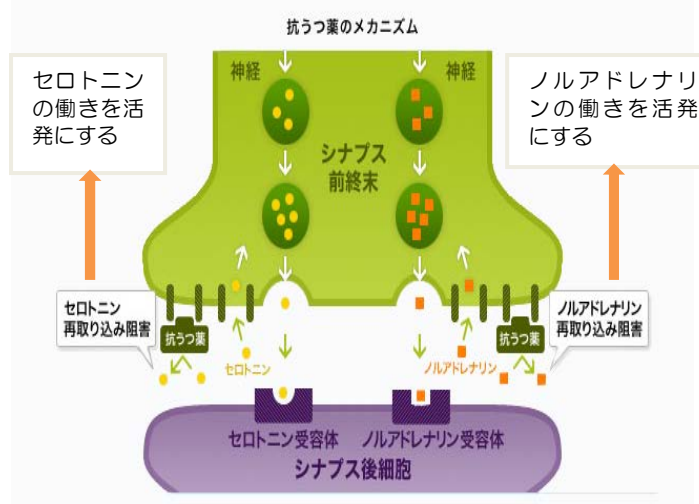 抗うつ薬のメカニズム
セロトニン
の働きを活
発にする
神経
神経
ノルアドレナリ
ンの働きを活発
にする
シナプス
前終末
セロトニン
再取り込み阻害
抗うつ薬
セロトニン
ノルアドレナリン
抗うつ薬
ノルアドレナリン
再取り込み阻害
セロトニン受容体
ノルアドレナリン受容体
シナプス後細胞